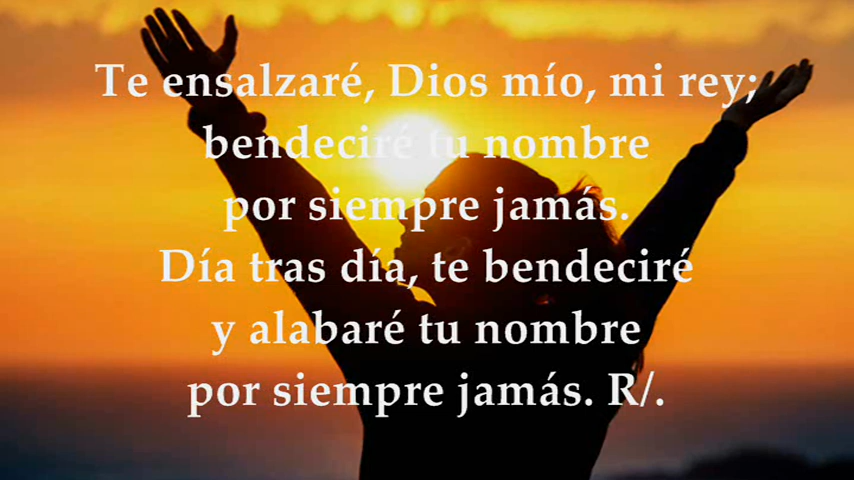 Te ensalzaré, Dios mío, mi rey;
bendeciré tu nombre
por siempre jamás.
Día tras día, te bendeciré
y alabaré tu nombre
por siempre jamás. R/.